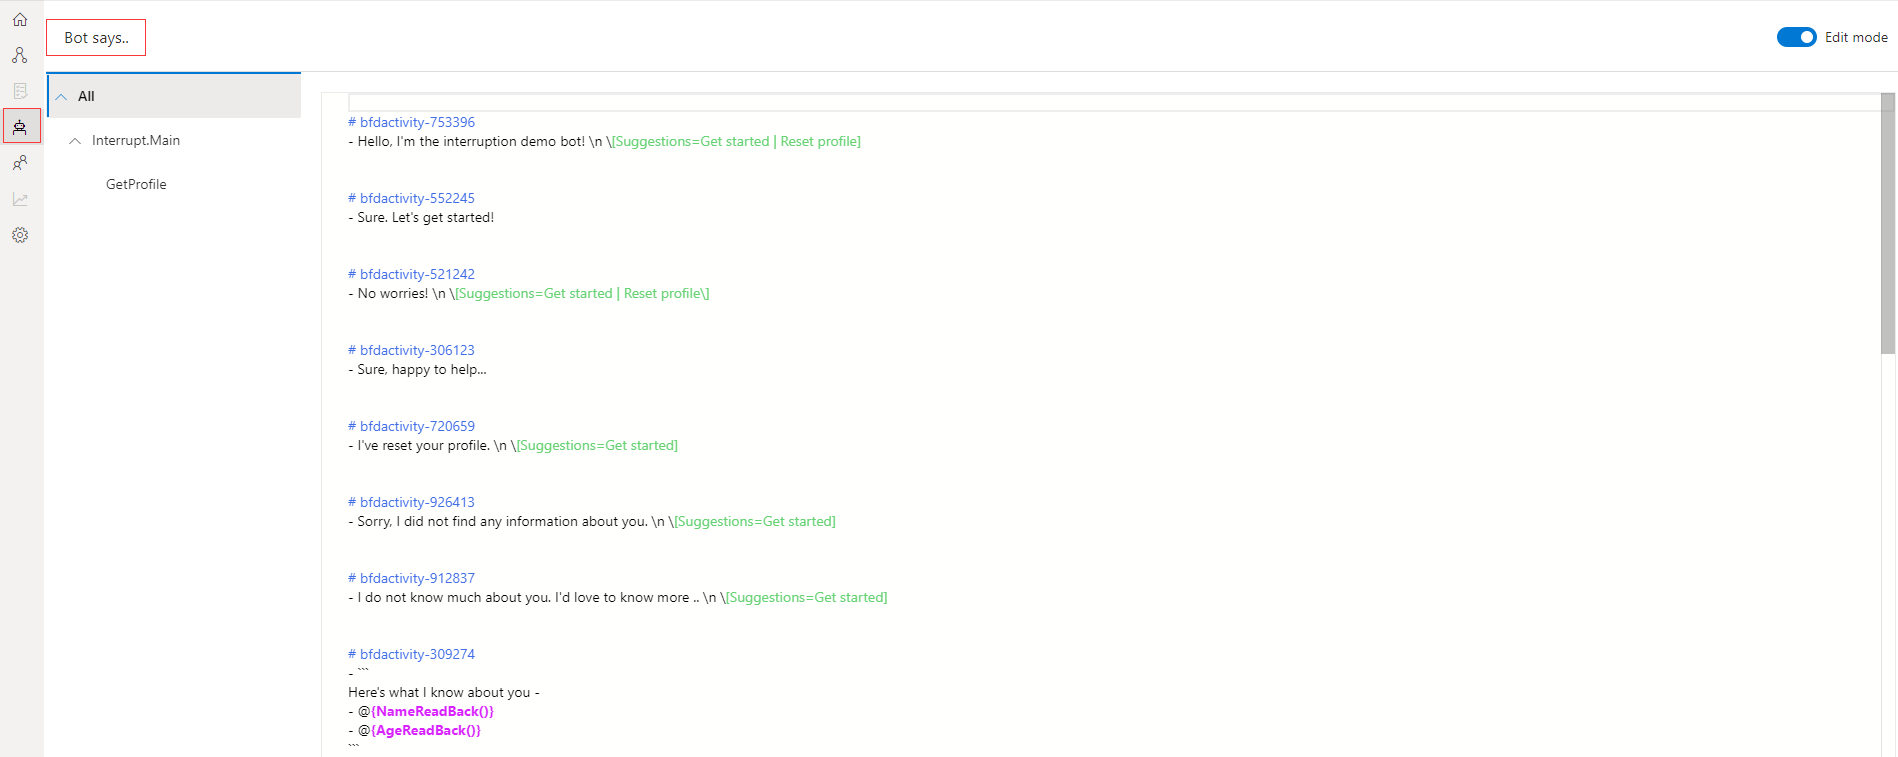 Bot says..
Edit mode
All
Interrupt.Main
GetProfile
# bfdactivity-753396
- Hello, I'm the interruption demo bot! \n \[Suggestions=Get started | Reset profile]
# bfdactivity-552245
- Sure. Let's get started!
# bfdactivity-521242
- No worries! \n \[Suggestions=Get started | Reset profile\]
# bfdactivity-306123
- Sure, happy to help...
# bfdactivity-720659
- I've reset your profile. \n \[Suggestions=Get started]
# bfdactivity-926413
- Sorry, I did not find any information about you. \n \[Suggestions=Get started]
# bfdactivity-912837
- I do not know much about you. I'd love to know more .. \n \[Suggestions=Get started]
# bfdactivity-309274
- ```
Here's what I know about you -
- @{NameReadBack()}
- @{AgeReadBack()}
```